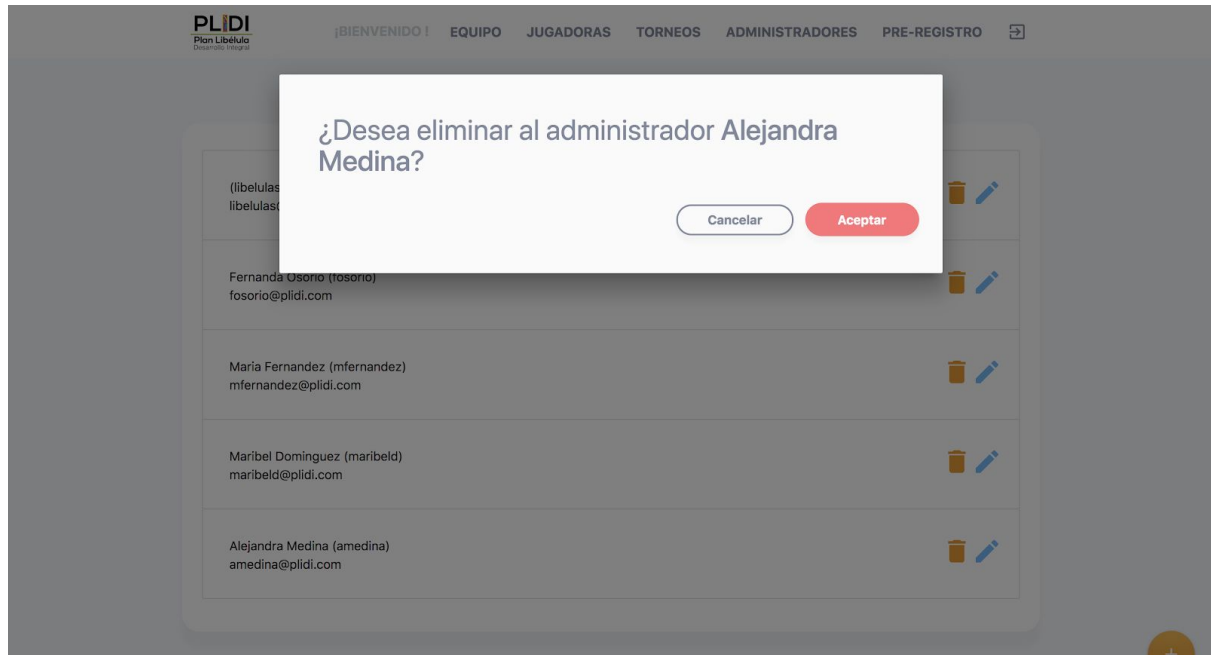 PLIDI
Plan Libélula
Desarrollo Integral
¡BIENVENIDO ! EQUIPO JUGADORAS TORNEOS ADMINISTRADORES PRE-REGISTRO
¿Desea eliminar al administrador Alejandra
Medina?
Cancelar Aceptar
(libelulas
libelulas(
Fernanda Osorio (fosorio)
fosorio@plidi.com
Maria Fernandez (mfernandez)
mfernandez@plidi.com
Maribel Dominguez (maribeld)
maribeld@plidi.com
Alejandra Medina (amedina)
amedina@plidi.com
+